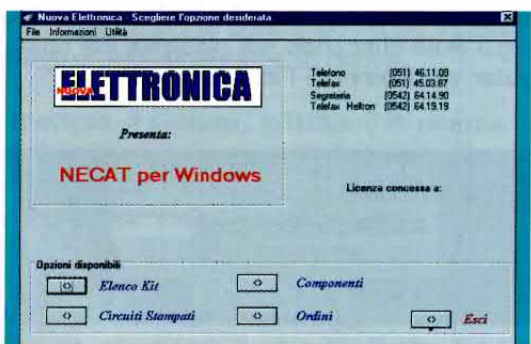 Nuova Elettronica - Scegliere l'opzione desiderata
File Informazioni Utilità
NUOVA ELETTRONICA
Telefono (051) 46.11.09
Telefax (051) 45.03.87
Segreteria (0542) 64.14.90
Telefax Heltron (0542) 64.19.19
Presenta:
NECAT per Windows
Licenza concessa a:
Opzioni disponibili
Elenco Kit
Componenti
Circuiti Stampati
Ordini
Esci